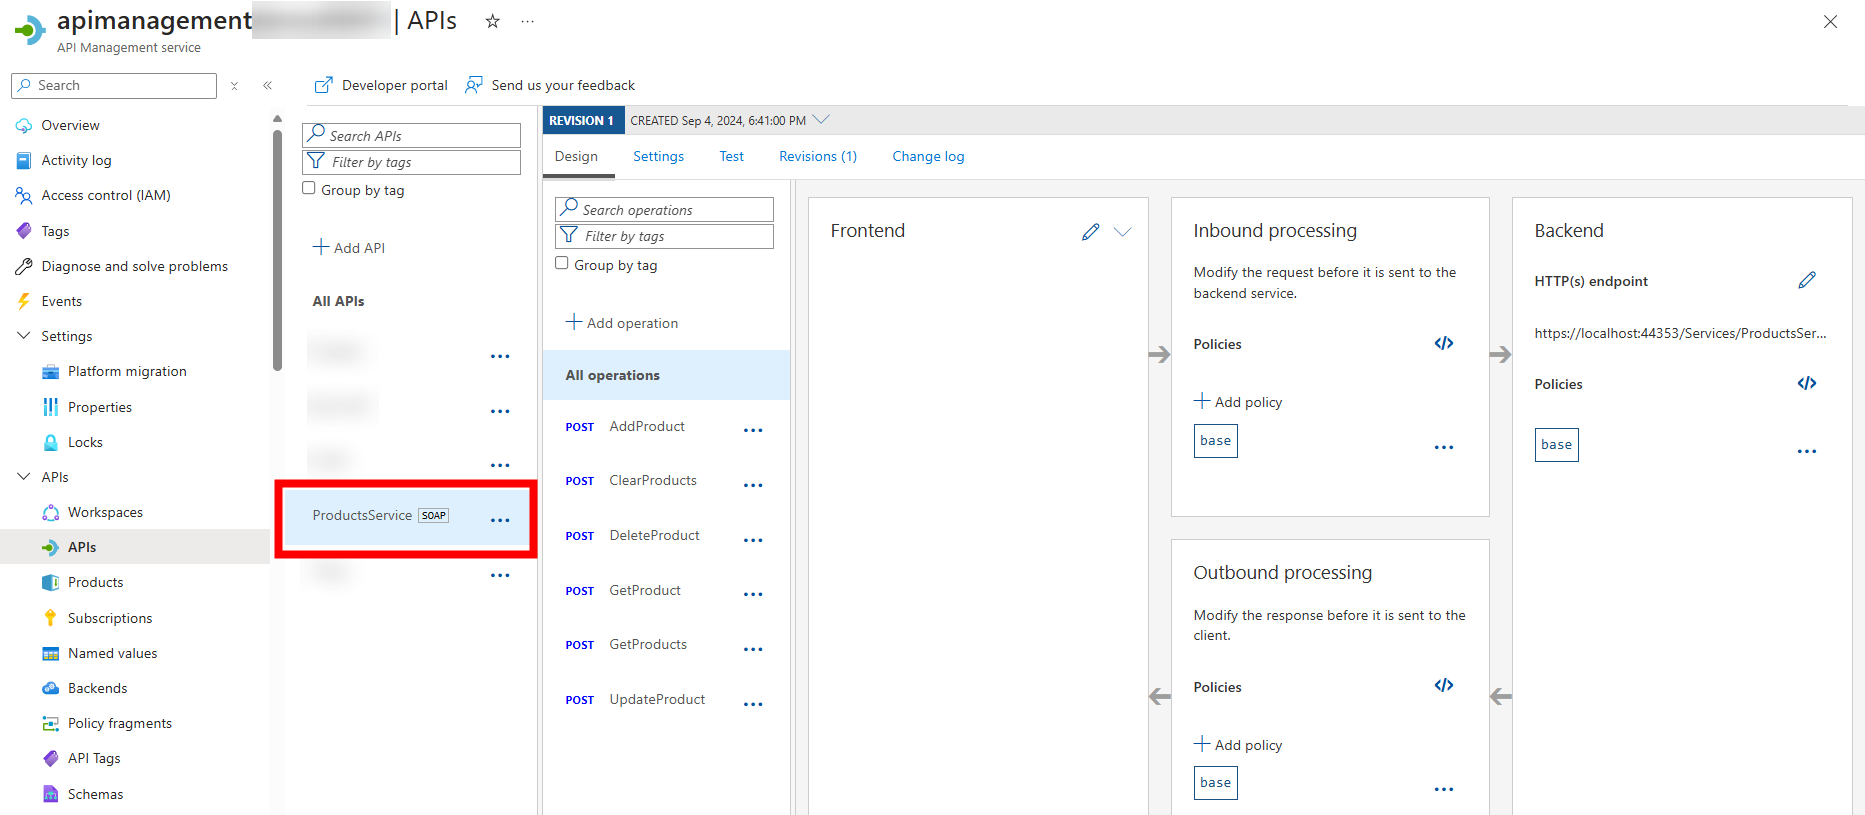 apimanagement | APIs
API Management service
Search
Developer portal
Send us your feedback
Overview
Activity log
Access control (IAM)
Tags
Diagnose and solve problems
Events
Settings
Platform migration
Properties
Locks
APIs
Workspaces
APIs
Products
Subscriptions
Named values
Backends
Policy fragments
API Tags
Schemas
Search APIs
Filter by tags
Group by tag
Add API
All APIs
ProductsService SOAP
REVISION 1 CREATED Sep 4, 2024, 6:41:00 PM
Design Settings Test Revisions (1) Change log
Search operations
Filter by tags
Group by tag
Add operation
All operations
POST AddProduct
POST ClearProducts
POST DeleteProduct
POST GetProduct
POST GetProducts
POST UpdateProduct
Frontend
Inbound processing
Modify the request before it is sent to the
backend service.
Policies
Add policy
base
Outbound processing
Modify the response before it is sent to the
client.
Policies
Add policy
base
Backend
HTTP(s) endpoint
https://localhost:44353/Services/ProductsSer...
Policies
base